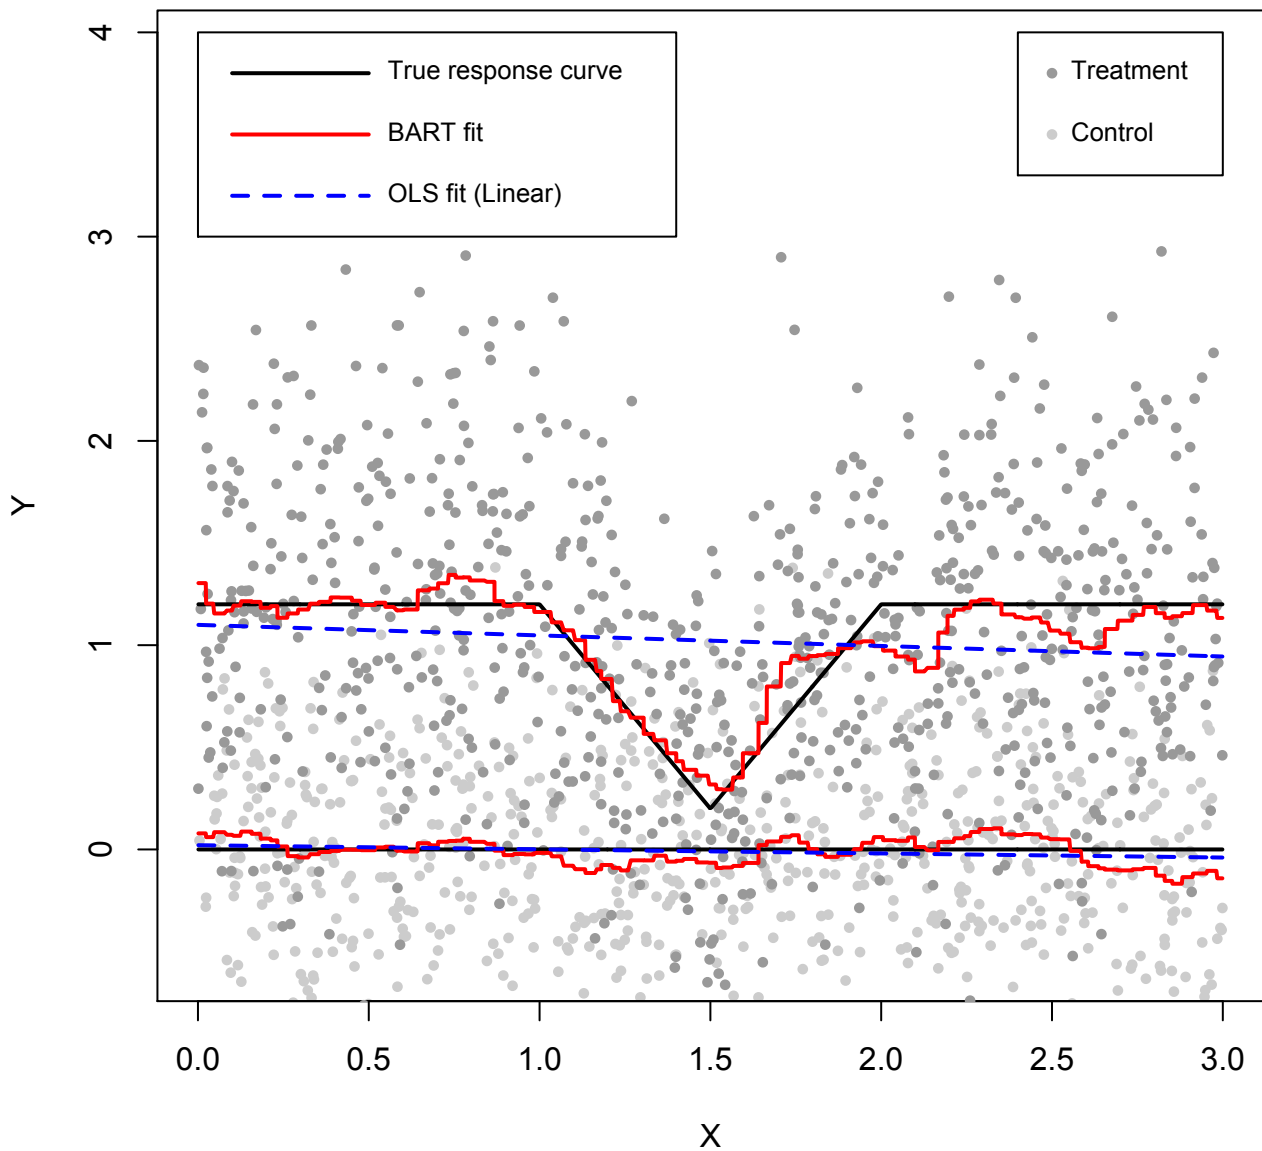 True response curve
BART fit
OLS fit (Linear)
Treatment
Control
4
3
2
1
0
Y
0.0 0.5 1.0 1.5 2.0 2.5 3.0
X